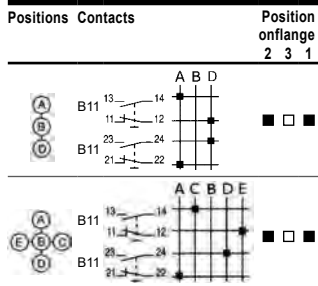 Positions Contacts Position
onflange
2 3 1
A B D
A
B
D
B11 13 14
11 12
B11 23 24
21 22
A C B D E
A
E B C
D
B11 13 14
11 12
B11 23 24
21 22